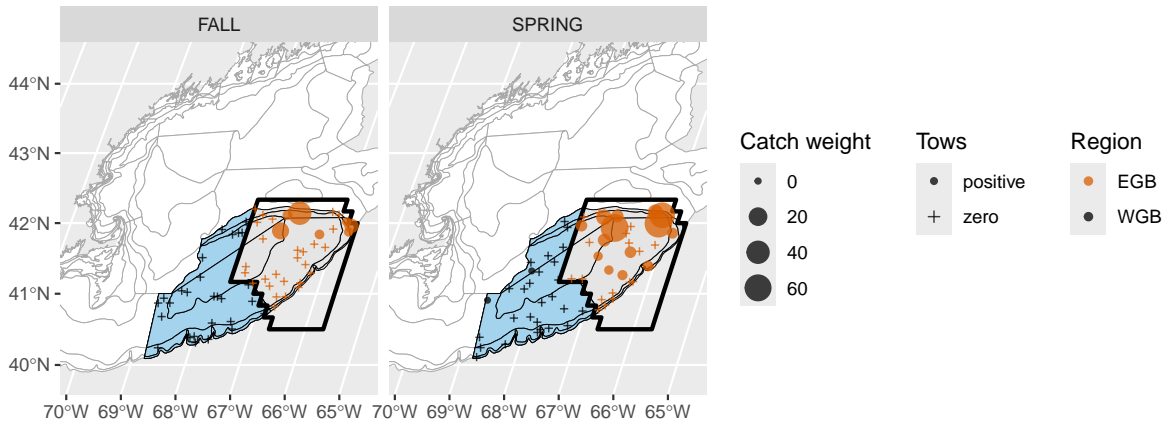 FALL
SPRING
44°N
43°N
42°N
41°N
40°N
70°W 69°W 68°W 67°W 66°W 65°W
70°W 69°W 68°W 67°W 66°W 65°W
Catch weight
0
20
40
60
Tows
positive
zero
Region
EGB
WGB